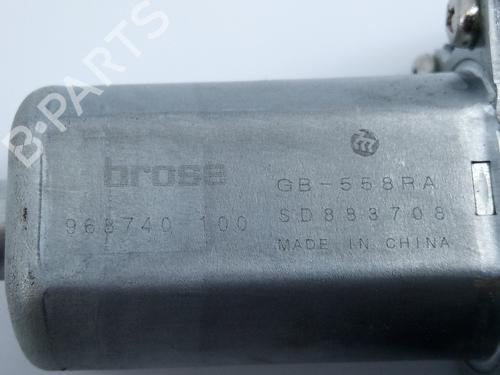 B-PARTS
brose
GB-558RA
968740 100
SD883708
MADE IN CHINA